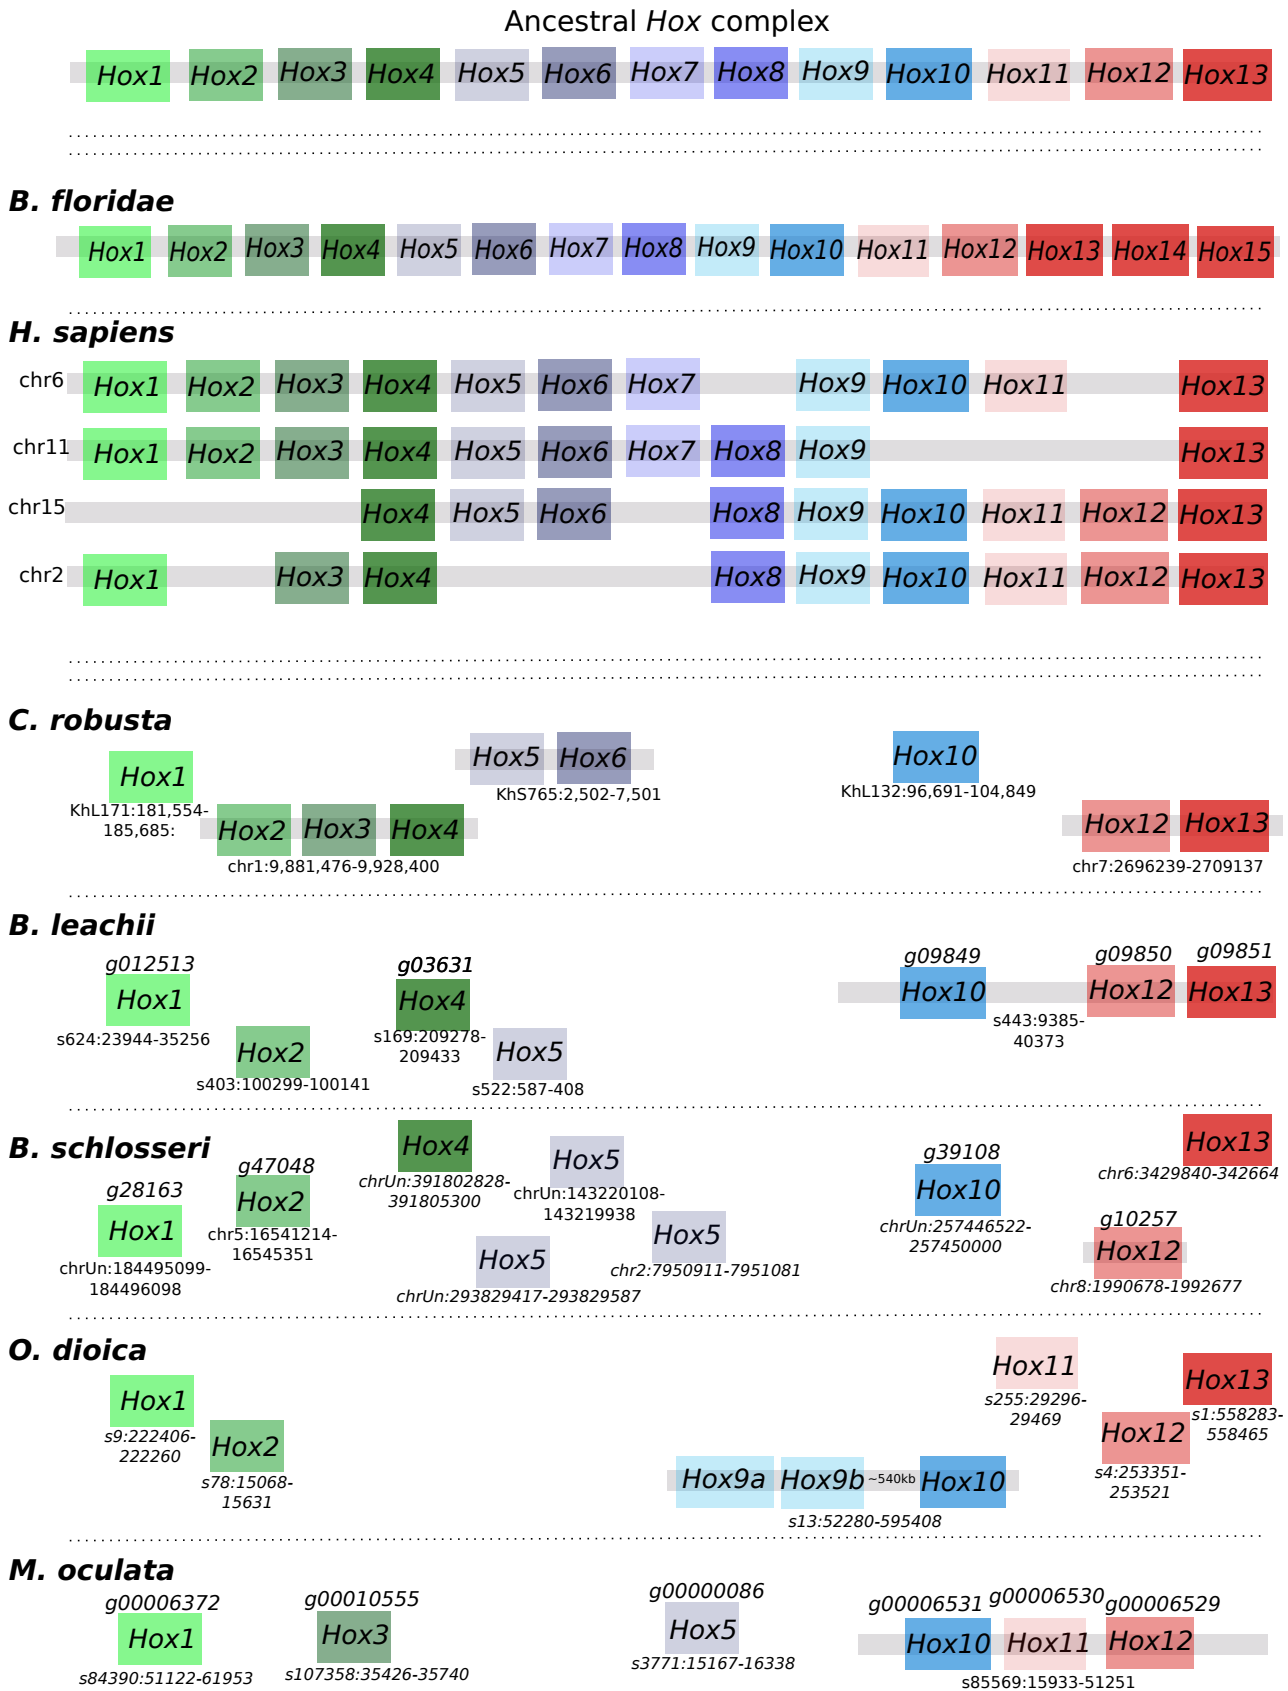 Ancestral Hox complex
Hox1 Hox2 Hox3 Hox4 Hox5 Hox6 Hox7 Hox8 Hox9 Hox10 Hox11 Hox12 Hox13
B. floridae
Hox1 Hox2 Hox3 Hox4 Hox5 Hox6 Hox7 Hox8 Hox9 Hox10 Hox11 Hox12 Hox13 Hox14 Hox15
H. sapiens
chr6 Hox1 Hox2 Hox3 Hox4 Hox5 Hox6 Hox7 Hox9 Hox10 Hox11 Hox13
chr11 Hox1 Hox2 Hox3 Hox4 Hox5 Hox6 Hox7 Hox8 Hox9 Hox13
chr15 Hox4 Hox5 Hox6 Hox8 Hox9 Hox10 Hox11 Hox12 Hox13
chr2 Hox1 Hox3 Hox4 Hox8 Hox9 Hox10 Hox11 Hox12 Hox13
C. robusta
Hox1
KhL171:181,554-
185,685:
Hox2 Hox3 Hox4
chr1:9,881,476-9,928,400
Hox5 Hox6
KhS765:2,502-7,501
Hox10
KhL132:96,691-104,849
Hox12 Hox13
chr7:2696239-2709137
B. leachii
g012513
Hox1
s624:23944-35256
Hox2
s403:100299-100141
g03631
Hox4
s169:209278-
209433
Hox5
s522:587-408
g09849 g09850 g09851
Hox10 Hox12 Hox13
s443:9385-
40373
B. schlosseri
g28163
Hox1
chrUn:184495099-
184496098
g47048
Hox2
chr5:16541214-
16545351
Hox4
chrUn:391802828-
391805300
Hox5
chrUn:143220108-
143219938
Hox5
chrUn:293829417-293829587
Hox5
chr2:7950911-7951081
g39108
Hox10
chrUn:257446522-
257450000
Hox13
chr6:3429840-342664
g10257
Hox12
chr8:1990678-1992677
O. dioica
Hox1
s9:222406-
222260
Hox2
s78:15068-
15631
Hox9a Hox9b ~540kb Hox10
s13:52280-595408
Hox11
s255:29296-
29469
Hox12
s4:253351-
253521
Hox13
s1:558283-
558465
M. oculata
g00006372
Hox1
s84390:51122-61953
g00010555
Hox3
s107358:35426-35740
g00000086
Hox5
s3771:15167-16338
g00006531 g00006530 g00006529
Hox10 Hox11 Hox12
s85569:15933-51251